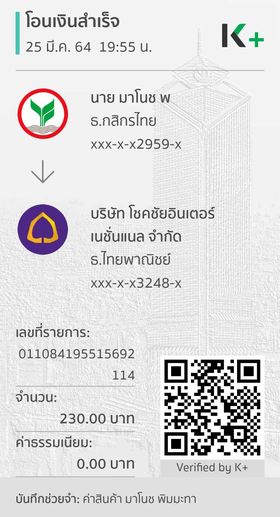 โอนเงินสำเร็จ
25 มี.ค. 64  19:55 น.
K+
นาย มาโนช พ
ธ.กสิกรไทย
xxx-x-x2959-x
บริษัท โชคชัยอินเตอร์
เนชั่นแนล จำกัด
ธ.ไทยพาณิชย์
xxx-x-x3248-x
เลขที่รายการ:
011084195515692
114
จำนวน:
230.00 บาท
ค่าธรรมเนียม:
0.00 บาท
Verified by K+
บันทึกช่วยจำ: ค่าสินค้า มาโนช พิมมะทา